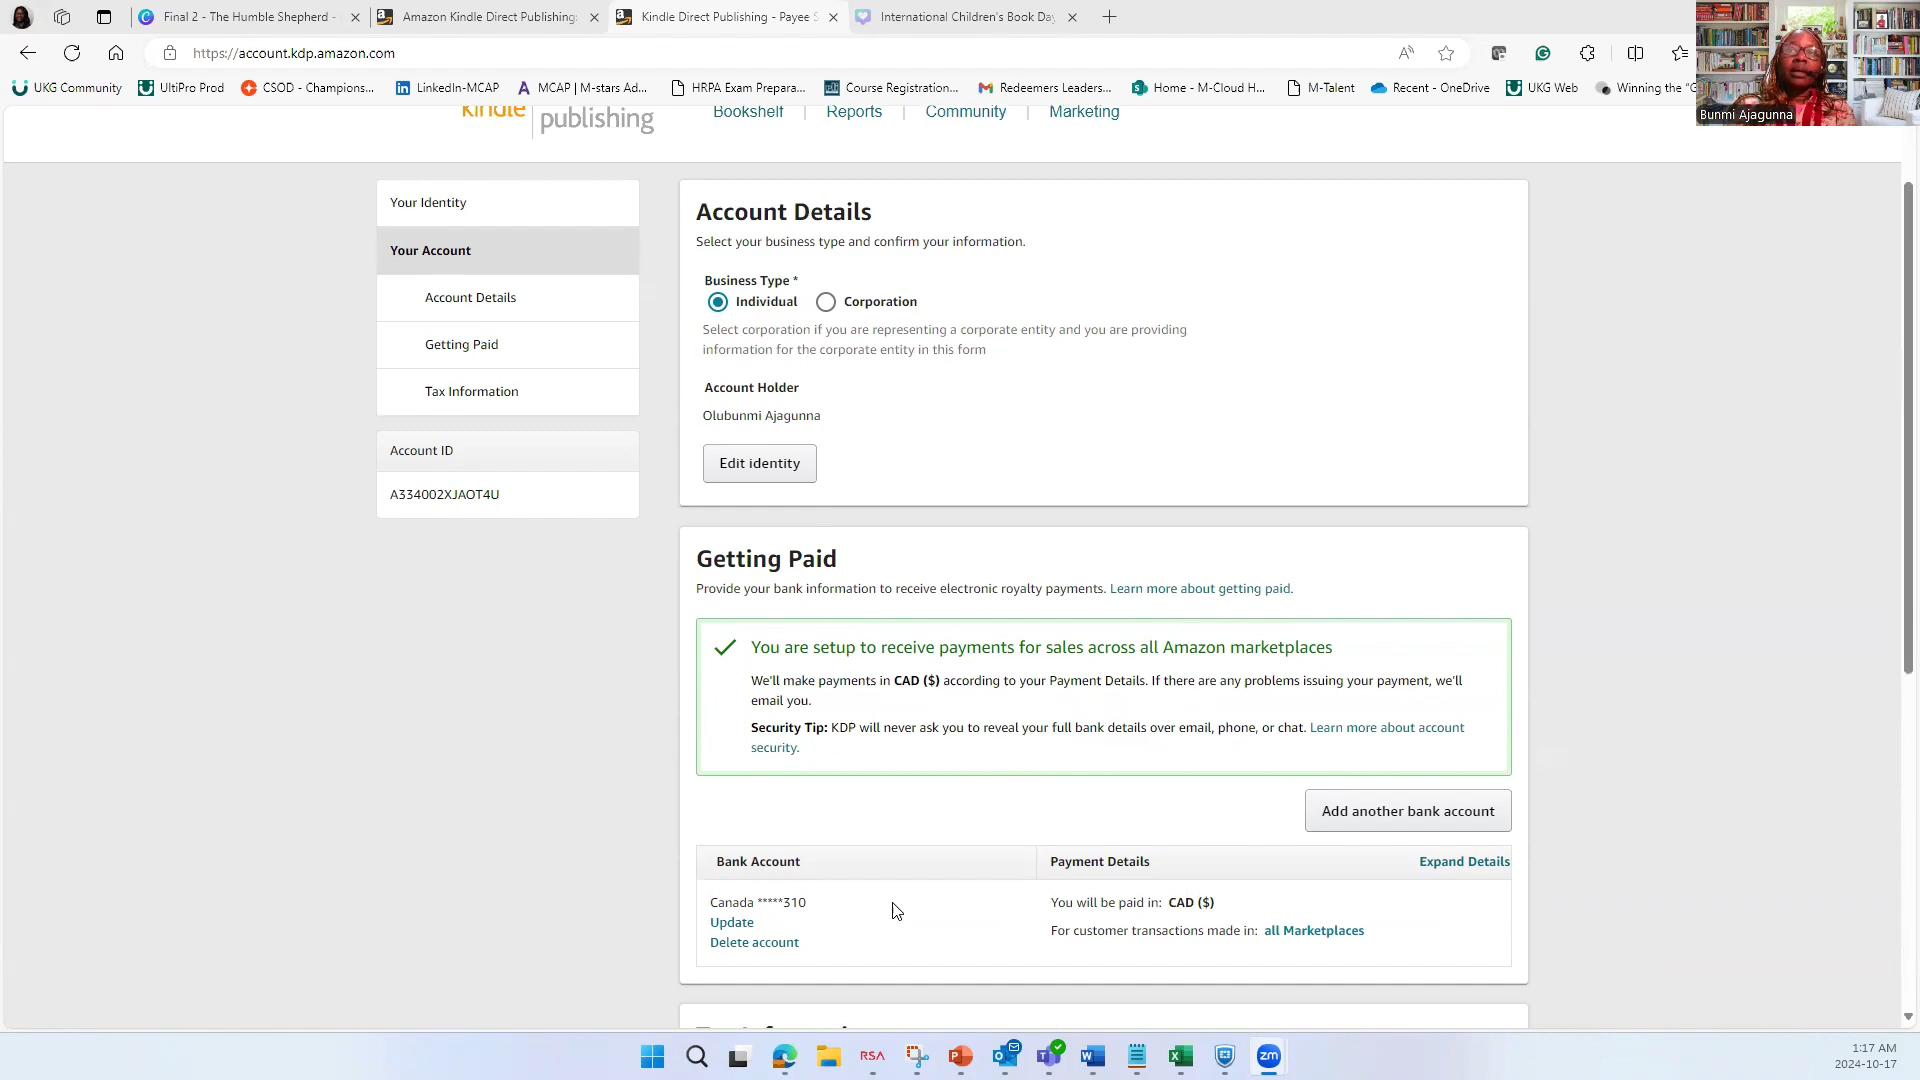 Final 2 - The Humble Shepherd -
Amazon Kindle Direct Publishing:
Kindle Direct Publishing - Payee S
International Children's Book Day
https://account.kdp.amazon.com
UKG Community
UltiPro Prod
CSOD - Champions...
LinkedIn-MCAP
MCAP | M-stars Ad...
HRPA Exam Prepara...
Course Registration...
Redeemers Leaders...
Home - M-Cloud H...
M-Talent
Recent - OneDrive
UKG Web
Winning the "G
Bunmi Ajagunna
kindle
publishing
Bookshelf
Reports
Community
Marketing
Your Identity
Your Account
Account Details
Getting Paid
Tax Information
Account ID
A334002XJAOT4U
Account Details
Select your business type and confirm your information.
Business Type *
Individual
Corporation
Select corporation if you are representing a corporate entity and you are providing
information for the corporate entity in this form
Account Holder
Olubunmi Ajagunna
Edit identity
Getting Paid
Provide your bank information to receive electronic royalty payments. Learn more about getting paid.
You are setup to receive payments for sales across all Amazon marketplaces
We'll make payments in CAD ($) according to your Payment Details. If there are any problems issuing your payment, we'll
email you.
Security Tip: KDP will never ask you to reveal your full bank details over email, phone, or chat. Learn more about account
security.
Add another bank account
Bank Account
Payment Details
Expand Details
Canada *****310
Update
Delete account
You will be paid in: CAD ($)
For customer transactions made in: all Marketplaces
RSA
zm
1:17 AM
2024-10-17